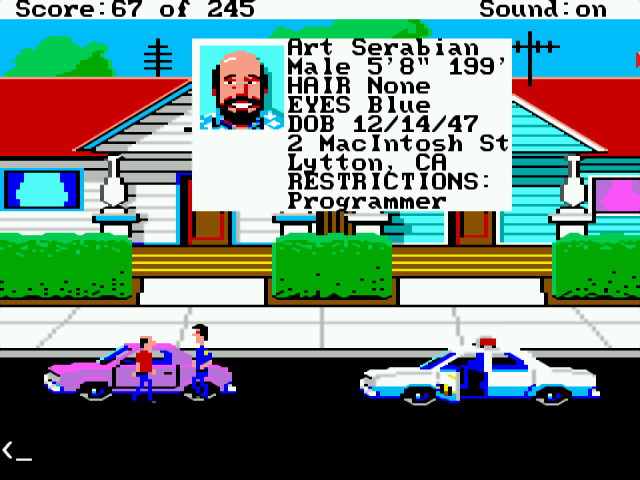 Score:67 of 245 Sound:on
Art Serabian
Male 5'8" 199'
HAIR None
EYES Blue
DOB 12/14/47
2 MacIntosh St
Lytton, CA
RESTRICTIONS:
Programmer
<_